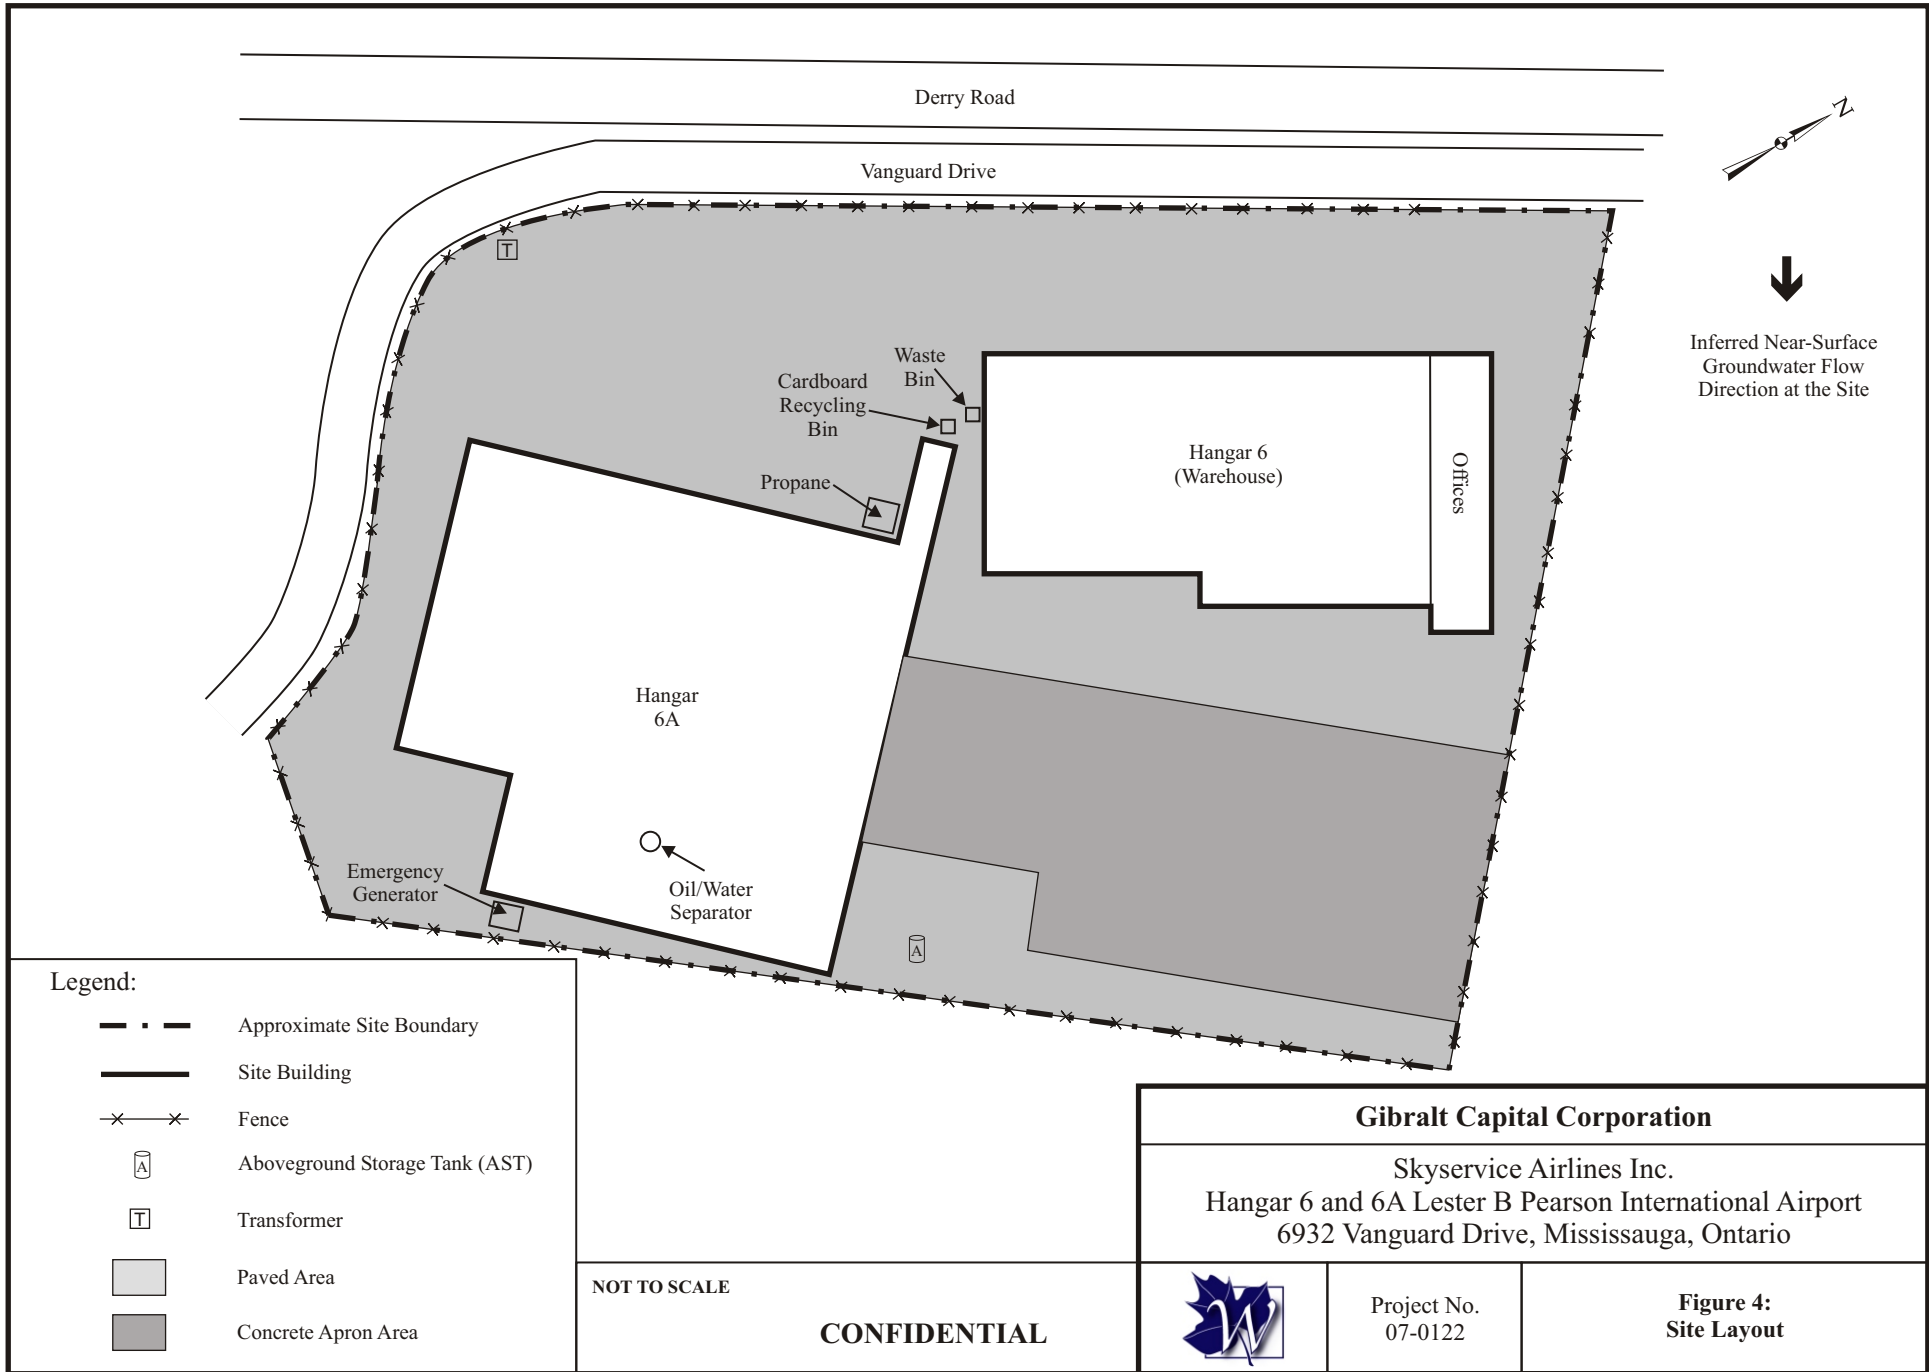 Derry Road
Vanguard Drive
N
T
Inferred Near-Surface
Groundwater Flow
Direction at the Site
Waste
Bin
Cardboard
Recycling
Bin
Propane
Hangar 6
(Warehouse)
Offices
Hangar
6A
Emergency
Generator
Oil/Water
Separator
A
Legend:
Approximate Site Boundary
Site Building
Fence
A
Aboveground Storage Tank (AST)
T
Transformer
Paved Area
Concrete Apron Area
NOT TO SCALE
CONFIDENTIAL
Gibralt Capital Corporation
Skyservice Airlines Inc.
Hangar 6 and 6A Lester B Pearson International Airport
6932 Vanguard Drive, Mississauga, Ontario
W
Project No.
07-0122
Figure 4:
Site Layout